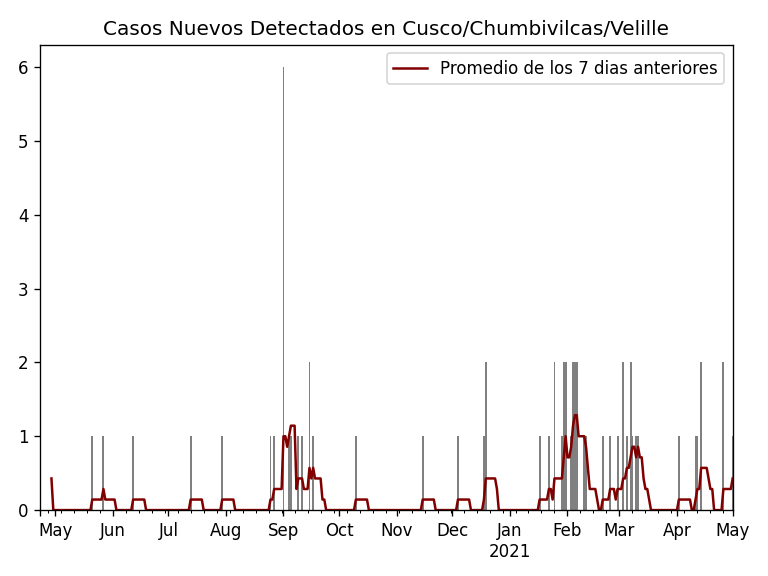 Casos Nuevos Detectados en Cusco/Chumbivilcas/Velille
Promedio de los 7 dias anteriores
6
5
4
3
2
1
0
May Jun Jul Aug Sep Oct Nov Dec Jan Feb Mar Apr May
2021